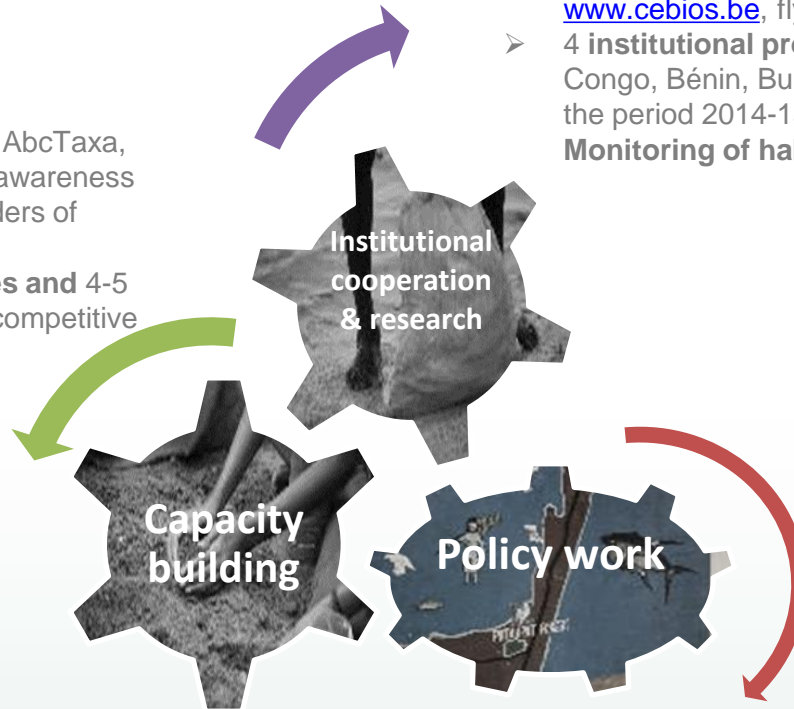 www.cebios.be, fl
➢ 4 institutional pr
Congo, Bénin, Bu
the period 2014-1
Monitoring of ha
AbcTaxa,
awareness
ders of
es and 4-5
competitive
Institutional
cooperation
& research
Capacity
building
Policy work